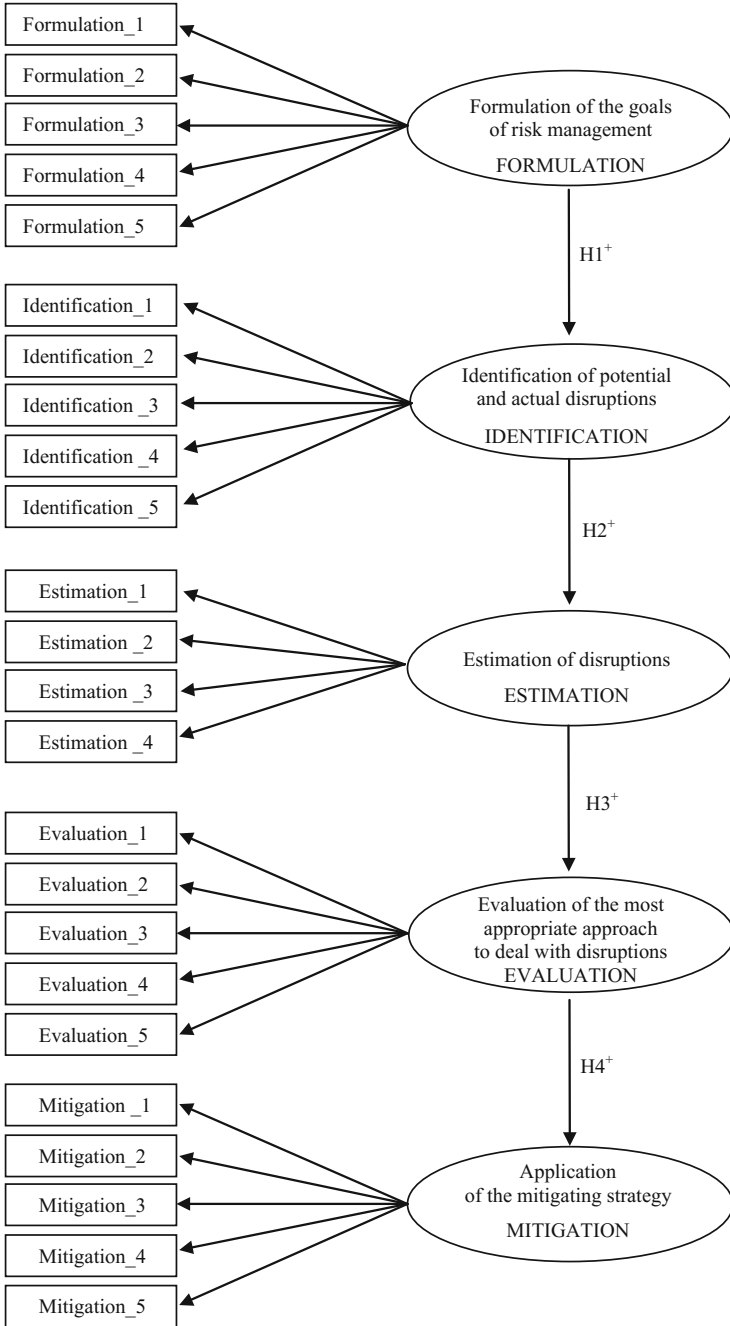 Formulation_1
Formulation_2
Formulation_3
Formulation_4
Formulation_5
Formulation of the goals
of risk management
FORMULATION
H1+
Identification_1
Identification_2
Identification _3
Identification _4
Identification _5
Identification of potential
and actual disruptions
IDENTIFICATION
H2+
Estimation_1
Estimation _2
Estimation _3
Estimation _4
Estimation of disruptions
ESTIMATION
H3+
Evaluation_1
Evaluation_2
Evaluation_3
Evaluation_4
Evaluation_5
Evaluation of the most
appropriate approach
to deal with disruptions
EVALUATION
H4+
Mitigation _1
Mitigation_2
Mitigation_3
Mitigation_4
Mitigation_5
Application
of the mitigating strategy
MITIGATION